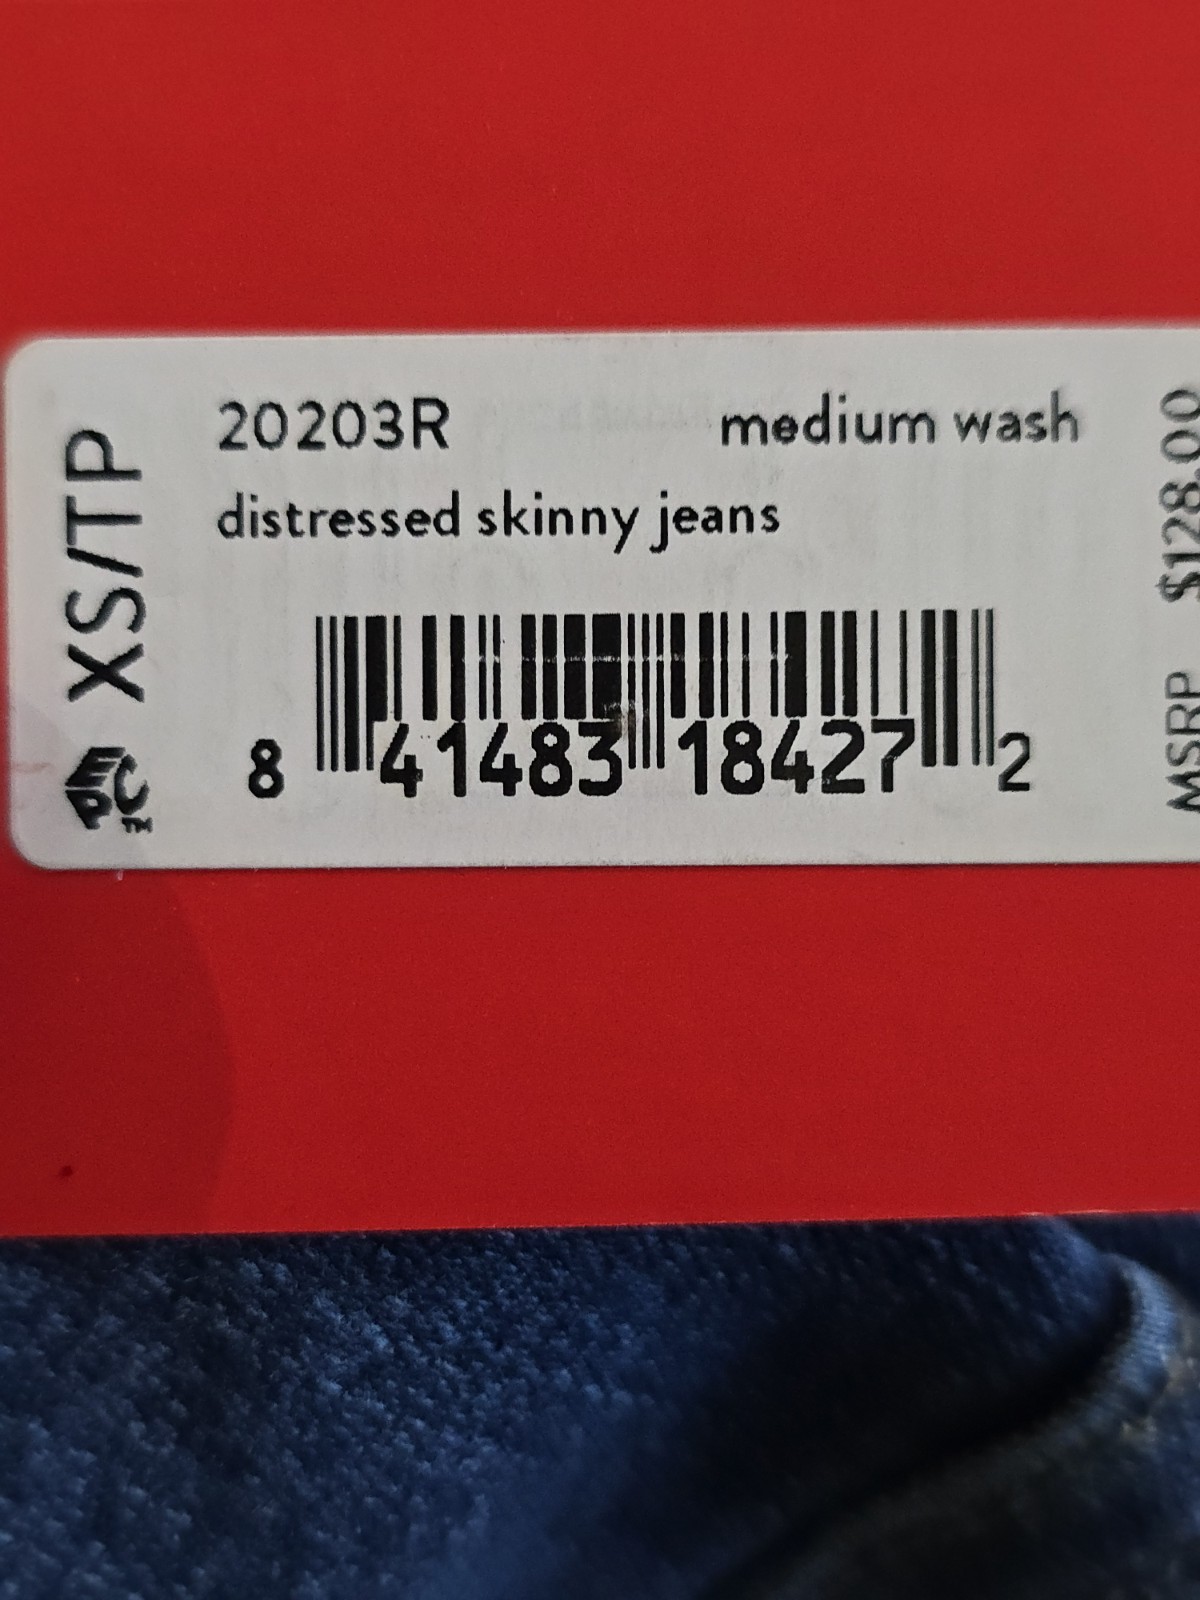 20203R medium wash
distressed skinny jeans
8 41483 18427 2
XS/TP
MSRP $128.00